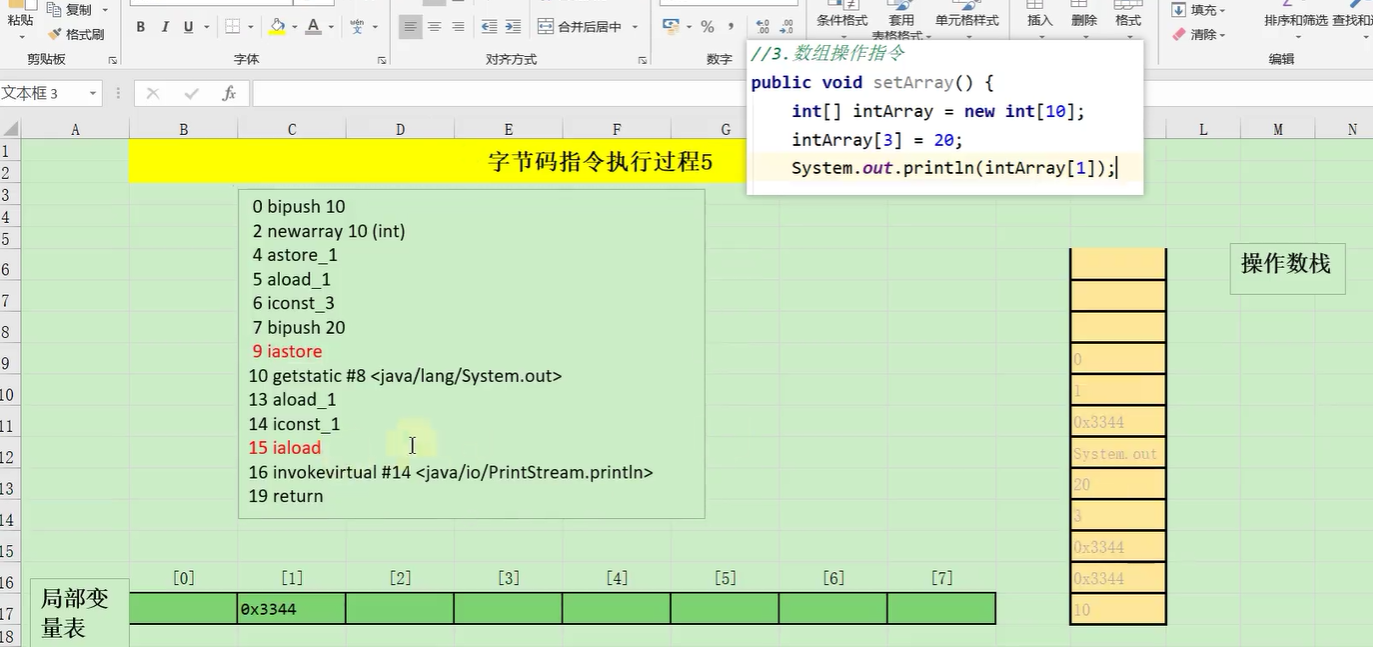 粘贴
复制
格式刷
剪贴板
B I U A wén 文
字体
合并后居中
对齐方式
% ,
数字
条件格式 套用 单元格样式
表格格式
插入 删除 格式
填充
清除
排序和筛选 查找和
编辑
文本框 3
fx
A B C D E F G L M N
//3.数组操作指令
public void setArray() {
int[] intArray = new int[10];
intArray[3] = 20;
System.out.println(intArray[1]);
字节码指令执行过程5
1
2
3
4
5
6
7
8
9
10
11
12
13
14
15
16
17
18
0 bipush 10
2 newarray 10 (int)
4 astore_1
5 aload_1
6 iconst_3
7 bipush 20
9 iastore
10 getstatic #8 <java/lang/System.out>
13 aload_1
14 iconst_1
15 iaload
16 invokevirtual #14 <java/io/PrintStream.println>
19 return
操作数栈
0
1
0x3344
System.out
20
3
0x3344
0x3344
10
[0] [1] [2] [3] [4] [5] [6] [7]
局部变
量表
0x3344